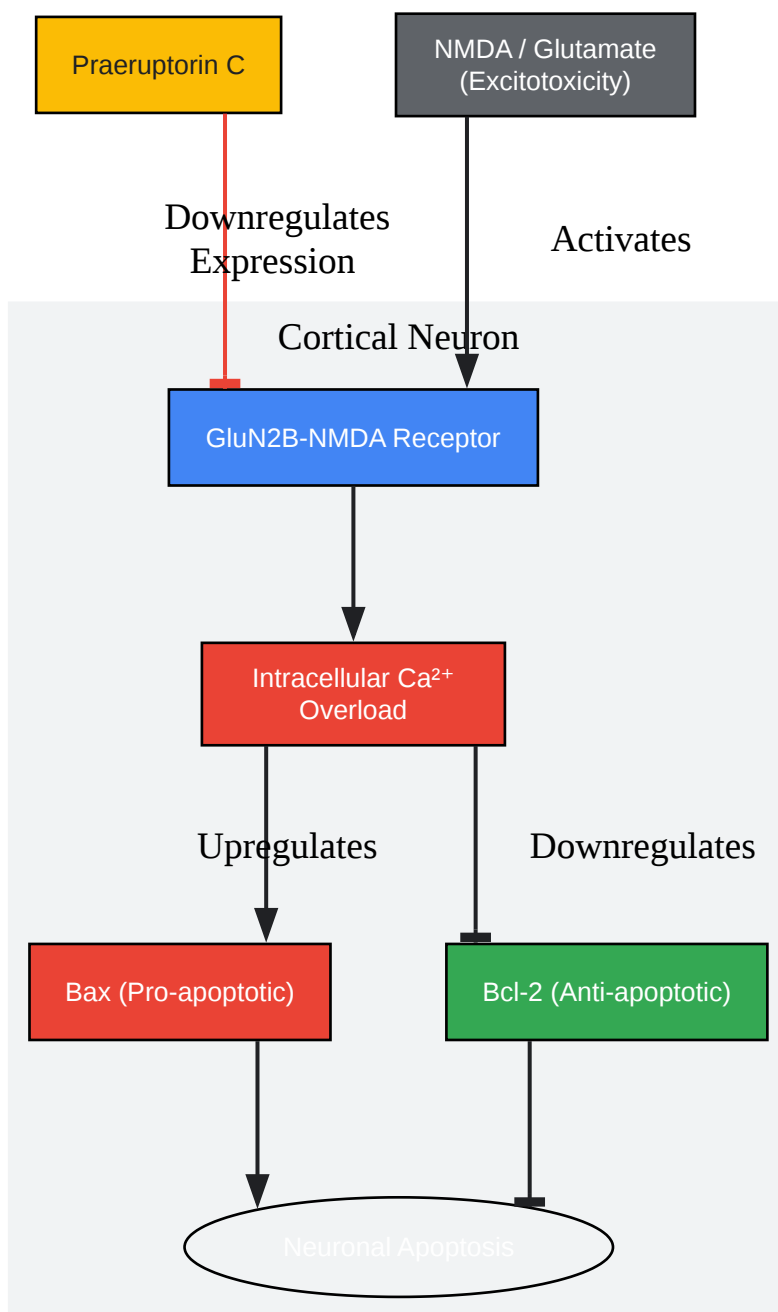 Praeruptorin C
NMDA / Glutamate
(Excitotoxicity)
Downregulates
Expression
Activates
Cortical Neuron
GluN2B-NMDA Receptor
Intracellular Ca²⁺
Overload
Upregulates
Downregulates
Bax (Pro-apoptotic)
Bcl-2 (Anti-apoptotic)
Neuronal Apoptosis